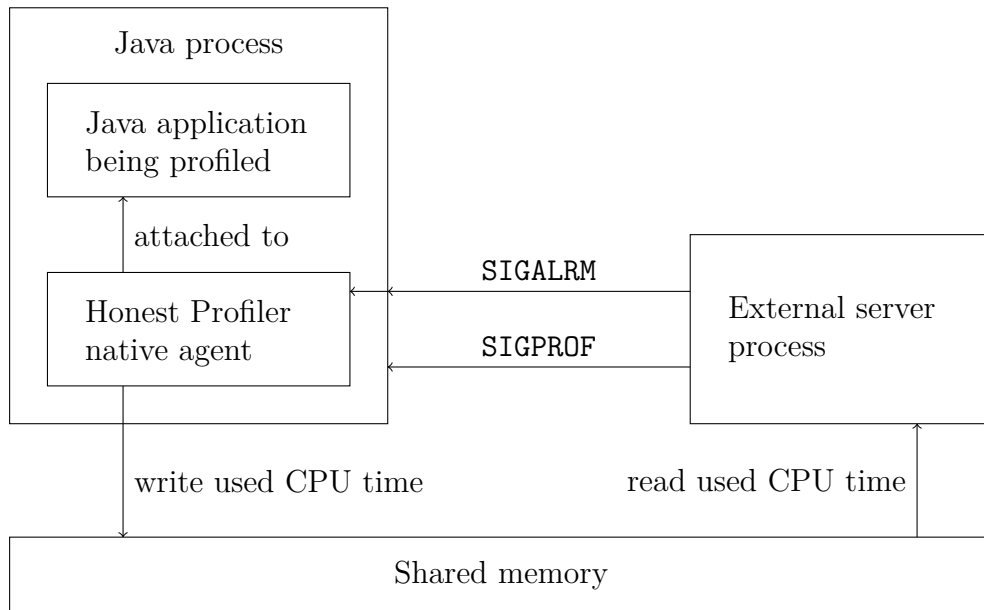 Java process
Java application
being profiled
attached to
Honest Profiler
native agent
SIGALRM
SIGPROF
External server
process
write used CPU time
read used CPU time
Shared memory